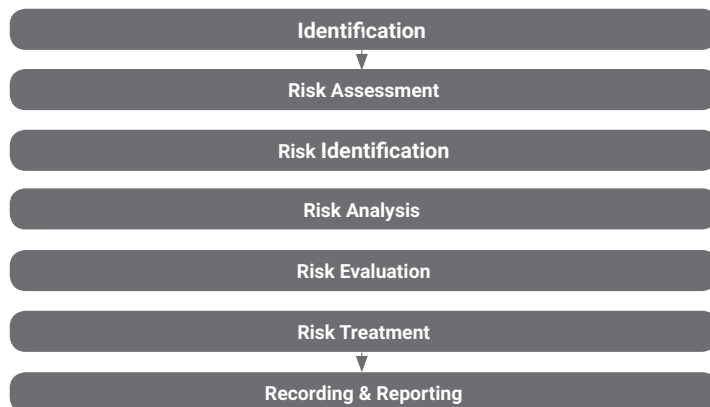 Identification
Risk Assessment
Risk Identification
Risk Analysis
Risk Evaluation
Risk Treatment
Recording & Reporting